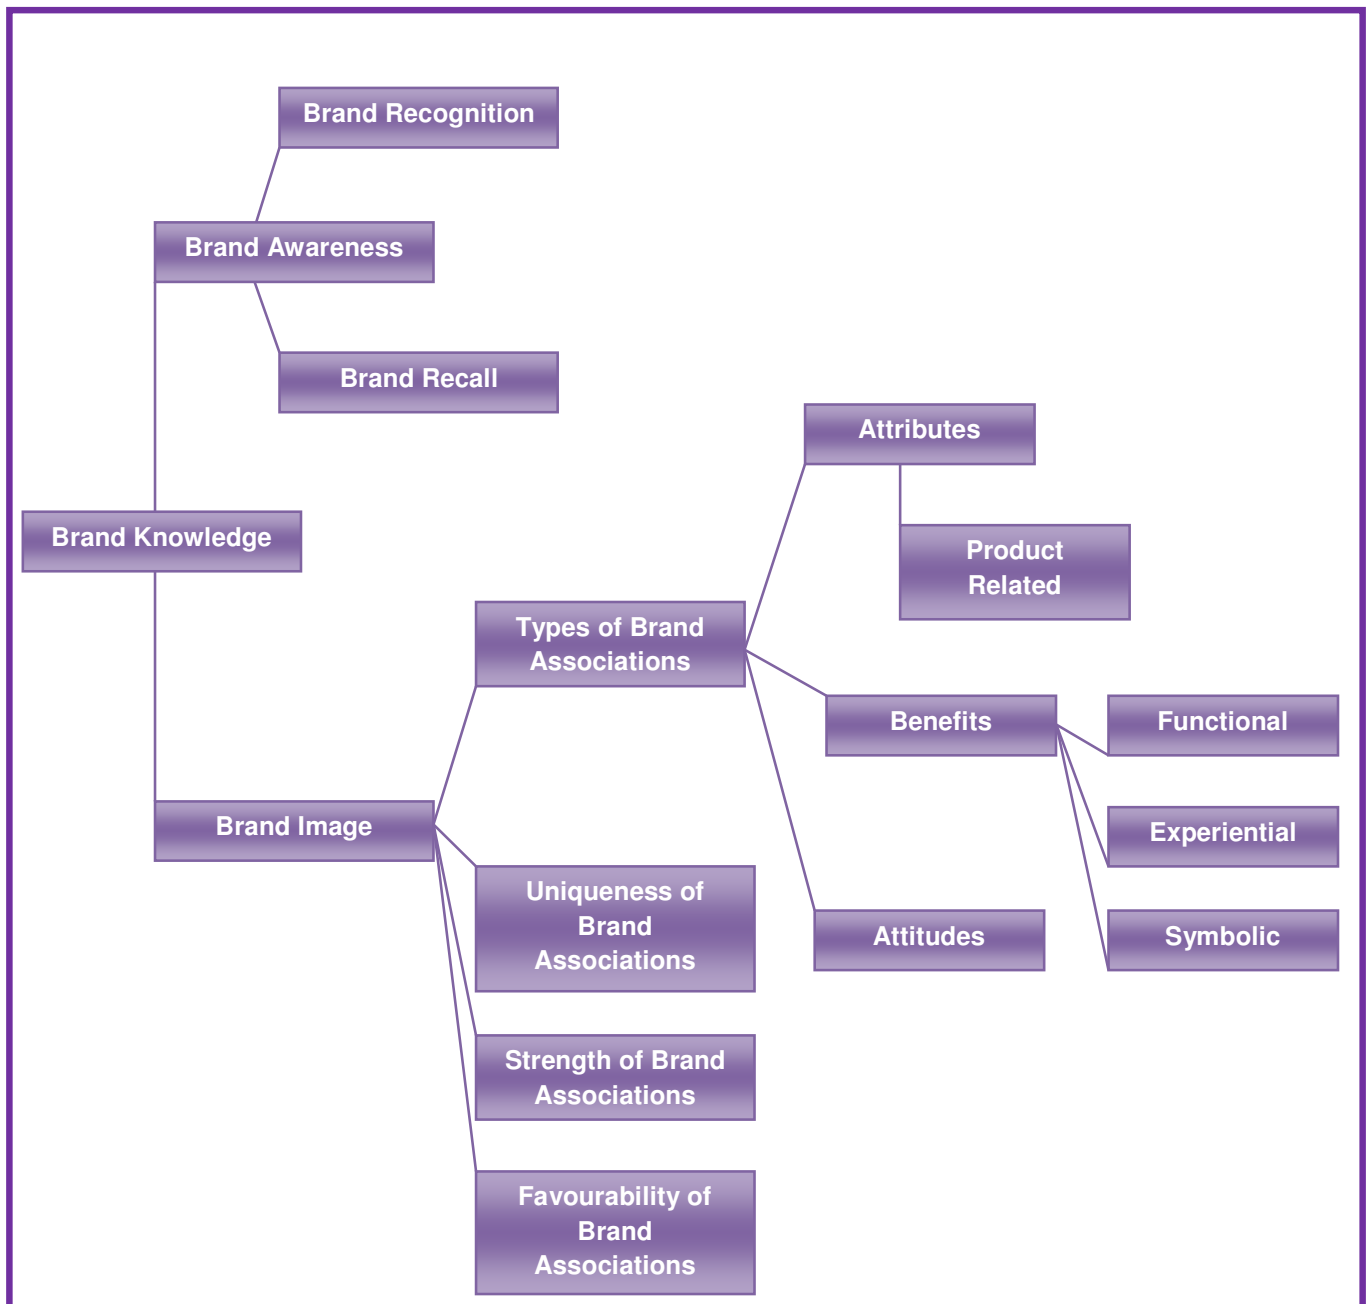 Brand Recognition
Brand Awareness
Brand Recall
Attributes
Brand Knowledge
Product
Related
Types of Brand
Associations
Benefits
Functional
Brand Image
Experiential
Uniqueness of
Brand
Associations
Attitudes
Symbolic
Strength of Brand
Associations
Favourability of
Brand
Associations